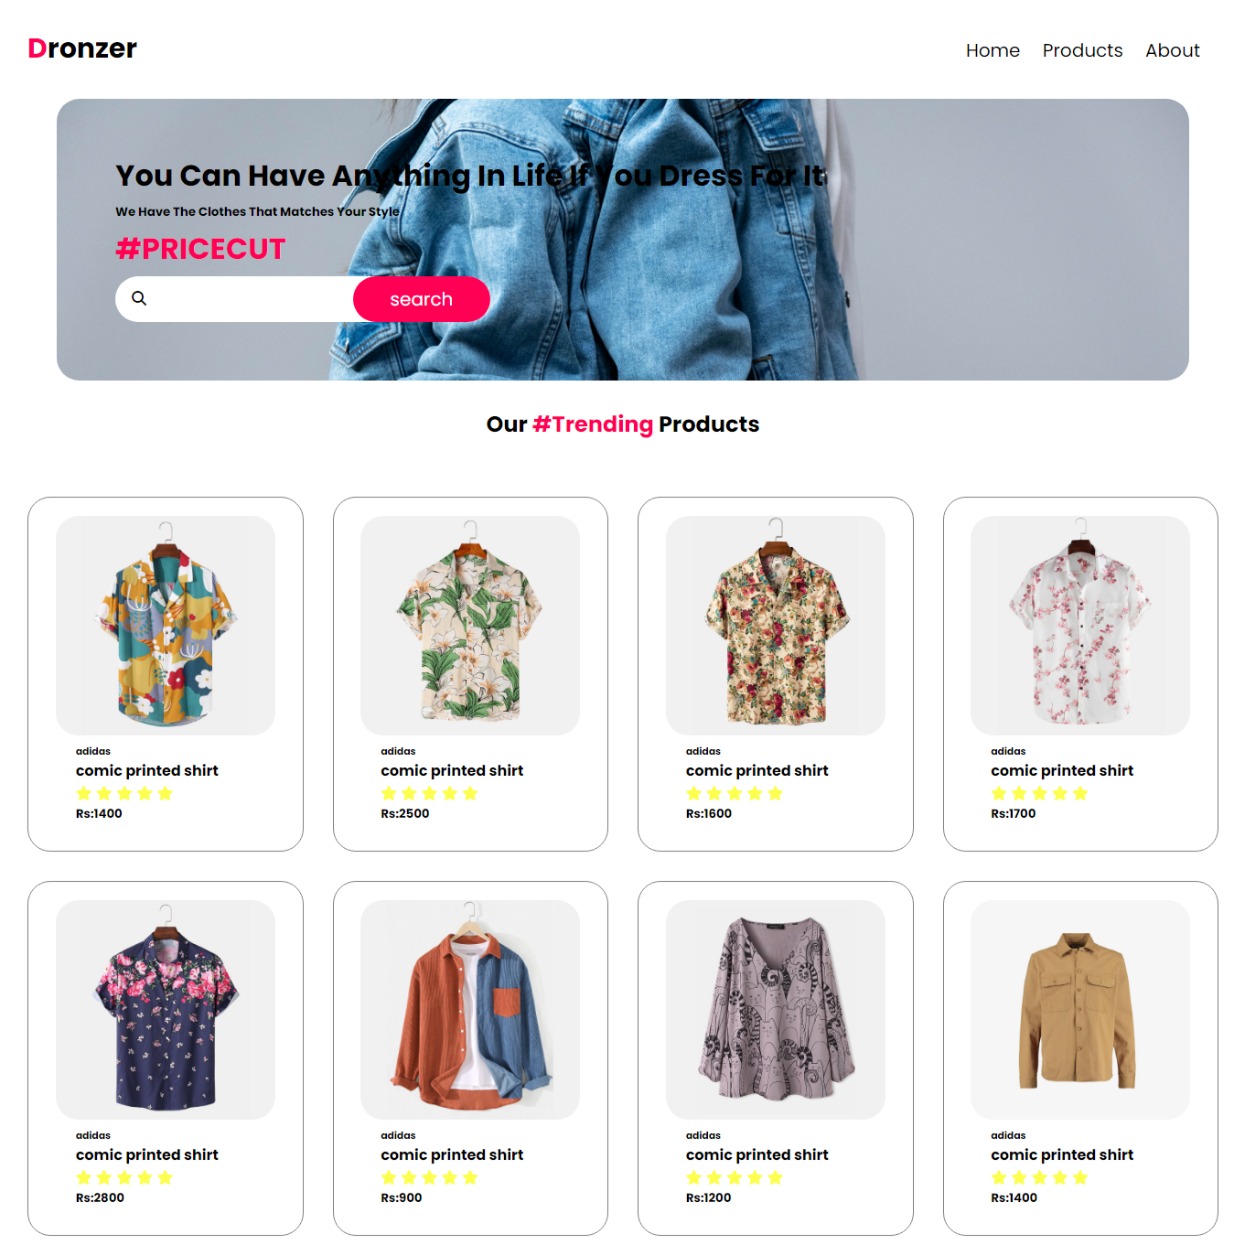 Dronzer
Home Products About
You Can Have Anything In Life If You Dress For It
We Have The Clothes That Matches Your Style
#PRICECUT
search
Our #Trending Products
adidas
comic printed shirt
Rs:1400
adidas
comic printed shirt
Rs:2500
adidas
comic printed shirt
Rs:1600
adidas
comic printed shirt
Rs:1700
adidas
comic printed shirt
Rs:2800
adidas
comic printed shirt
Rs:900
adidas
comic printed shirt
Rs:1200
adidas
comic printed shirt
Rs:1400